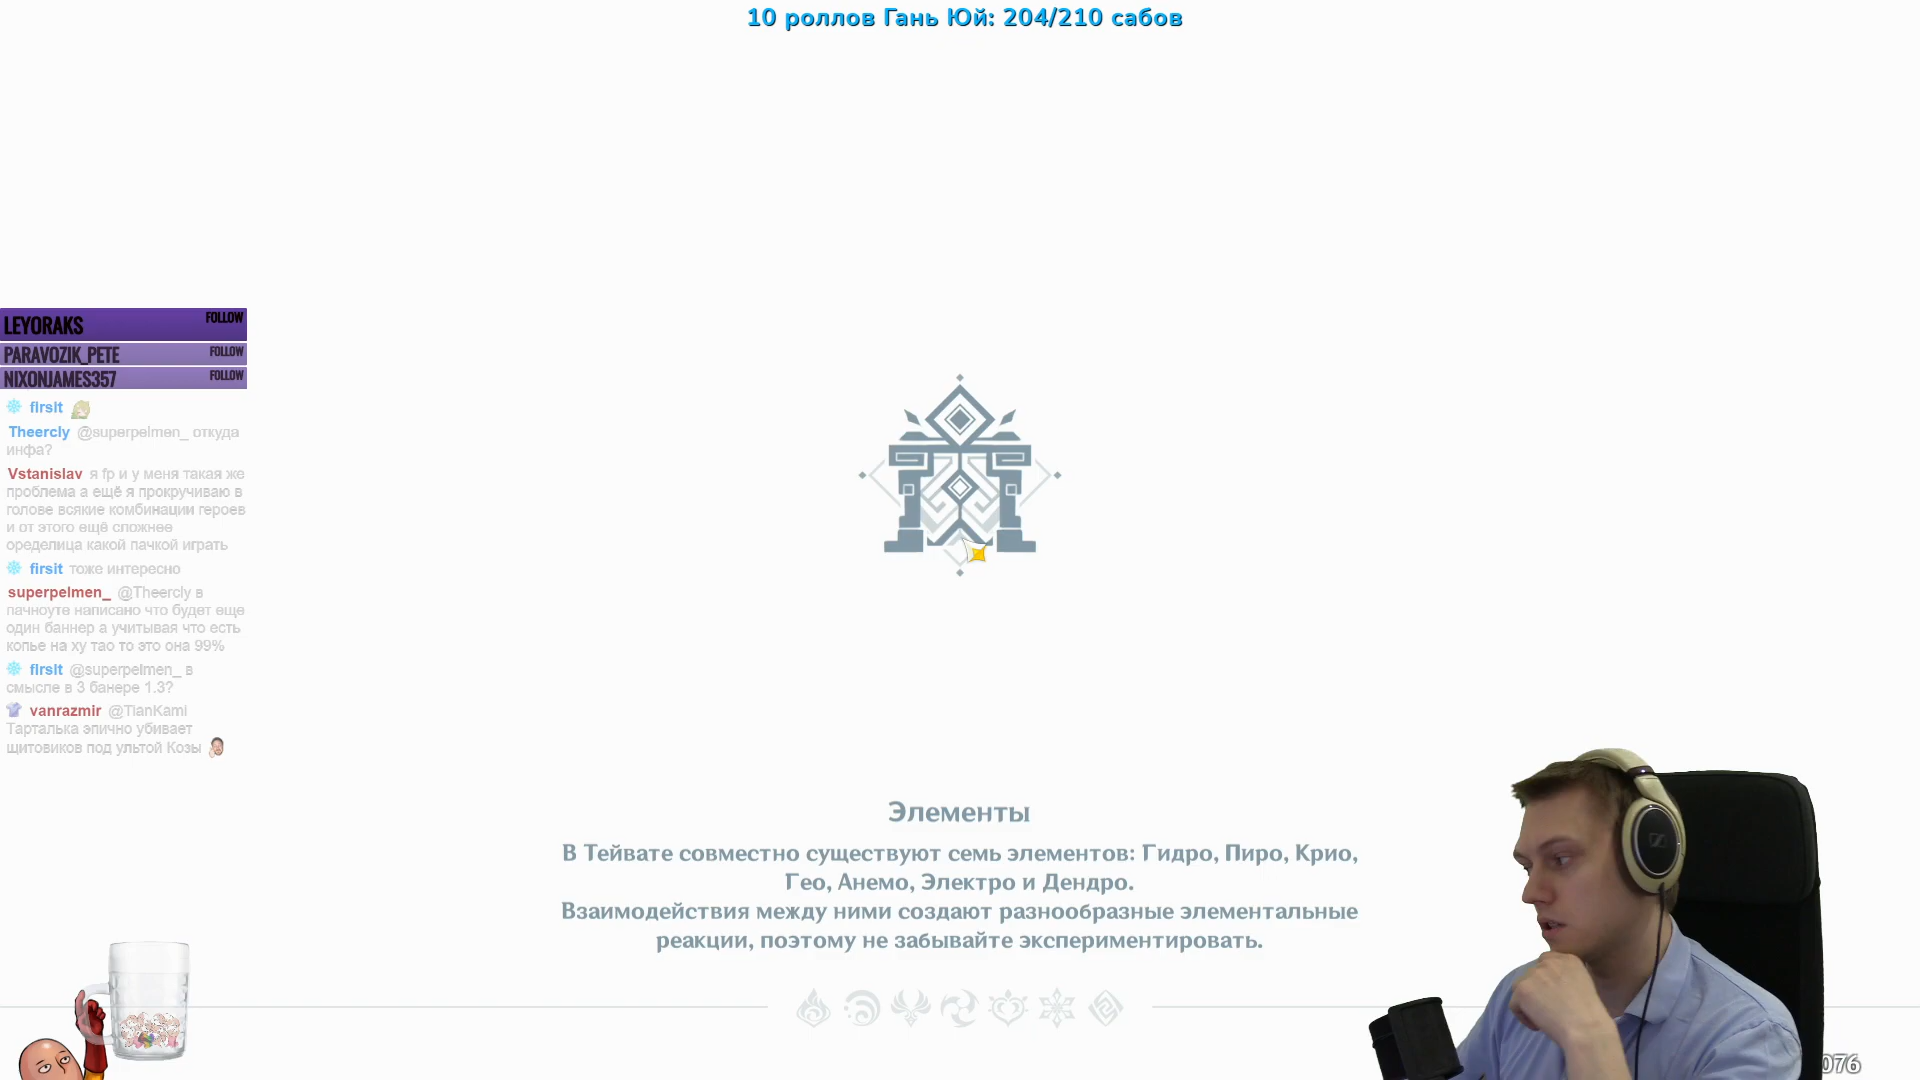 10 роллов Гань Юй: 204/210 сабов
LEYORAKS FOLLOW
PARAVOZIK_PETE FOLLOW
NIXONJAMES357 FOLLOW
firsit
Theercly @superpelmen_ откуда
инфа?
Vstanislav я fp и у меня такая же
проблема а ещё я прокручиваю в
голове всякие комбинации героев
и от этого ещё сложнее
оределица какой пачкой играть
firsit тоже интересно
superpelmen_ @Theercly в
пачноуте написано что будет еще
один баннер а учитывая что есть
копье на ху тао то это она 99%
firsit @superpelmen_ в
смысле в 3 банере 1.3?
vanrazmir @TianKami
Тарталька эпично убивает
щитовиков под ультой Козы
Элементы
В Тейвате совместно существуют семь элементов: Гидро, Пиро, Крио,
Гео, Анемо, Электро и Дендро.
Взаимодействия между ними создают разнообразные элементальные
реакции, поэтому не забывайте экспериментировать.
076